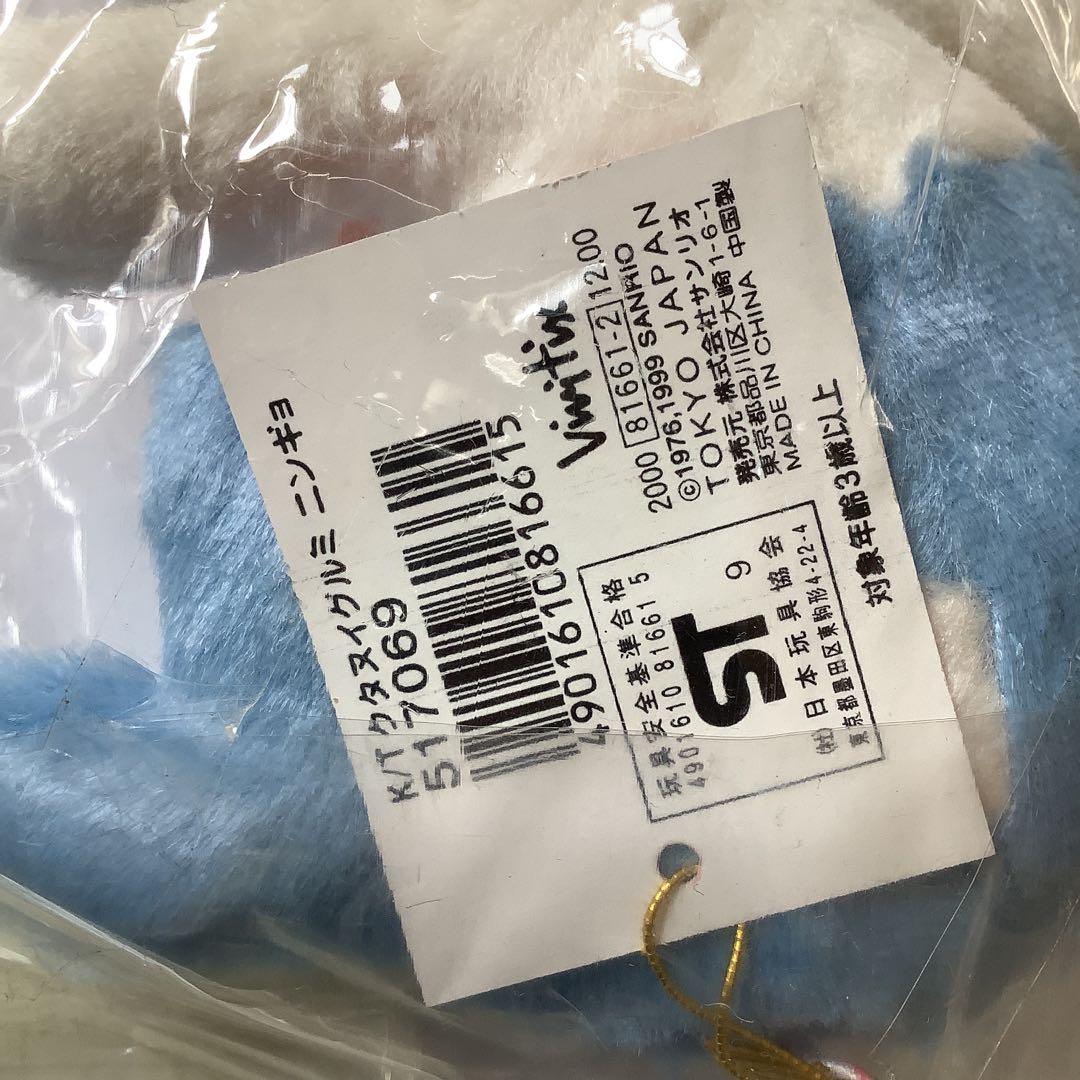 K/Tクタヌイグルミ ニンギョ
517069
4901610816615
Vivitix
2000 81661-2 12.00
©1976,1999 SANRIO
TOKYO JAPAN
発売元 株式会社サンリオ
東京都品川区大崎1-6-1
MADE IN CHINA 中国製
玩具安全基準合格
4901610 81661 5
ST 9
(社)日本玩具協会
東京都墨田区東駒形4-22-4
対象年齢3歳以上